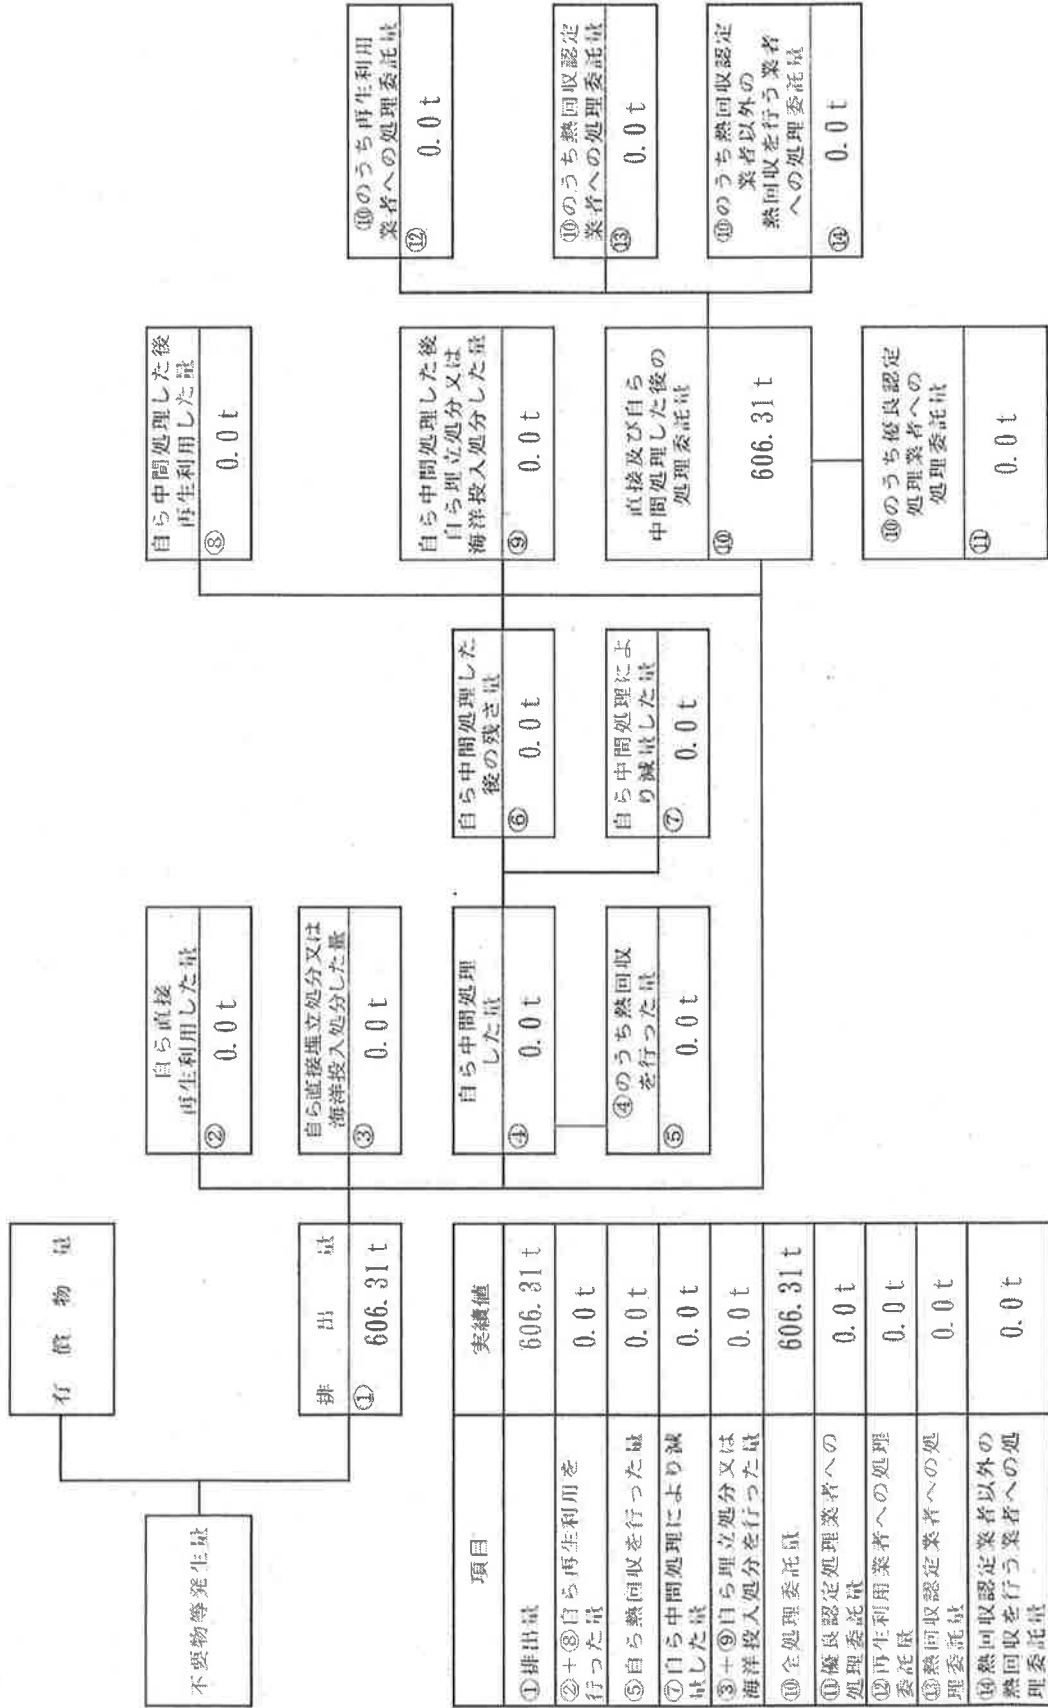 有償物量
不要物等発生量
排出量
① 606.31 t
自ら直接
再生利用した量
② 0.0 t
自ら直接埋立処分又は
海洋投入処分した量
③ 0.0 t
自ら中間処理
した量
④ 0.0 t
④のうち熱回収
を行った量
⑤ 0.0 t
自ら中間処理した
後の残さ量
⑥ 0.0 t
自ら中間処理によ
り減量した量
⑦ 0.0 t
自ら中間処理した後
再生利用した量
⑧ 0.0 t
自ら中間処理した後
自ら埋立処分又は
海洋投入処分した量
⑨ 0.0 t
直接及び自ら
中間処理した後の
処理委託量
⑩ 606.31 t
⑩のうち優良認定
処理業者への
処理委託量
⑪ 0.0 t
⑩のうち再生利用
業者への処理委託量
⑫ 0.0 t
⑩のうち熱回収認定
業者への処理委託量
⑬ 0.0 t
⑩のうち熱回収認定
業者以外の
熱回収を行う業者
への処理委託量
⑭ 0.0 t
項目 実績値
①排出量 606.31 t
②+⑧自ら再生利用を
行った量 0.0 t
⑤自ら熱回収を行った量 0.0 t
⑦自ら中間処理により減
量した量 0.0 t
③+⑨自ら埋立処分又は
海洋投入処分を行った量 0.0 t
⑩全処理委託量 606.31 t
⑪優良認定処理業者への
処理委託量 0.0 t
⑫再生利用業者への処理
委託量 0.0 t
⑬熱回収認定業者への処
理委託量 0.0 t
⑭熱回収認定業者以外の
熱回収を行う業者への処
理委託量 0.0 t